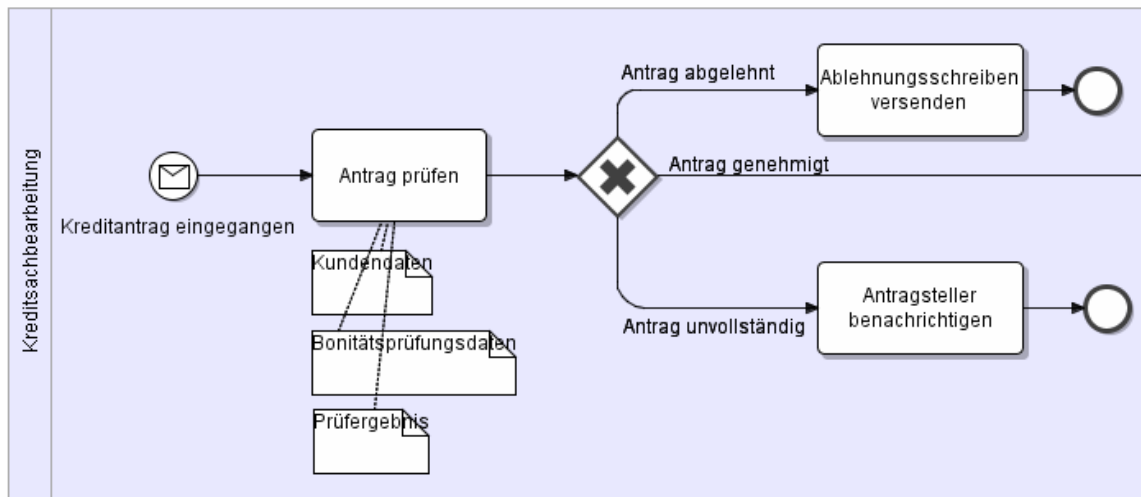 Kreditsachbearbeitung
Kreditantrag eingegangen
Antrag prüfen
Kundendaten
Bonitätsprüfungsdaten
Prüfergebnis
Antrag abgelehnt
Ablehnungsschreiben
versenden
Antrag genehmigt
Antrag unvollständig
Antragsteller
benachrichtigen